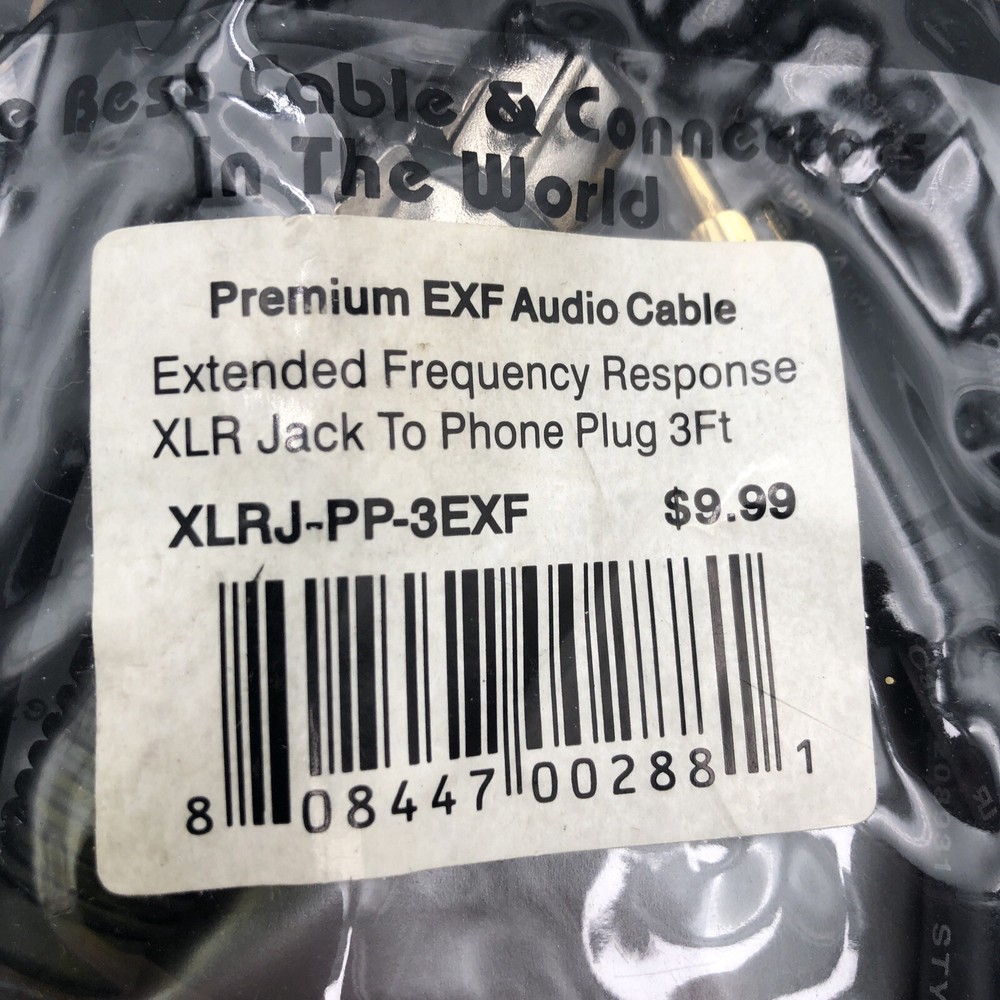 Best Cable & Connectors
In The World
Premium EXF Audio Cable
Extended Frequency Response
XLR Jack To Phone Plug 3Ft
XLRJ-PP-3EXF $9.99
8 08447 00288 1
STY